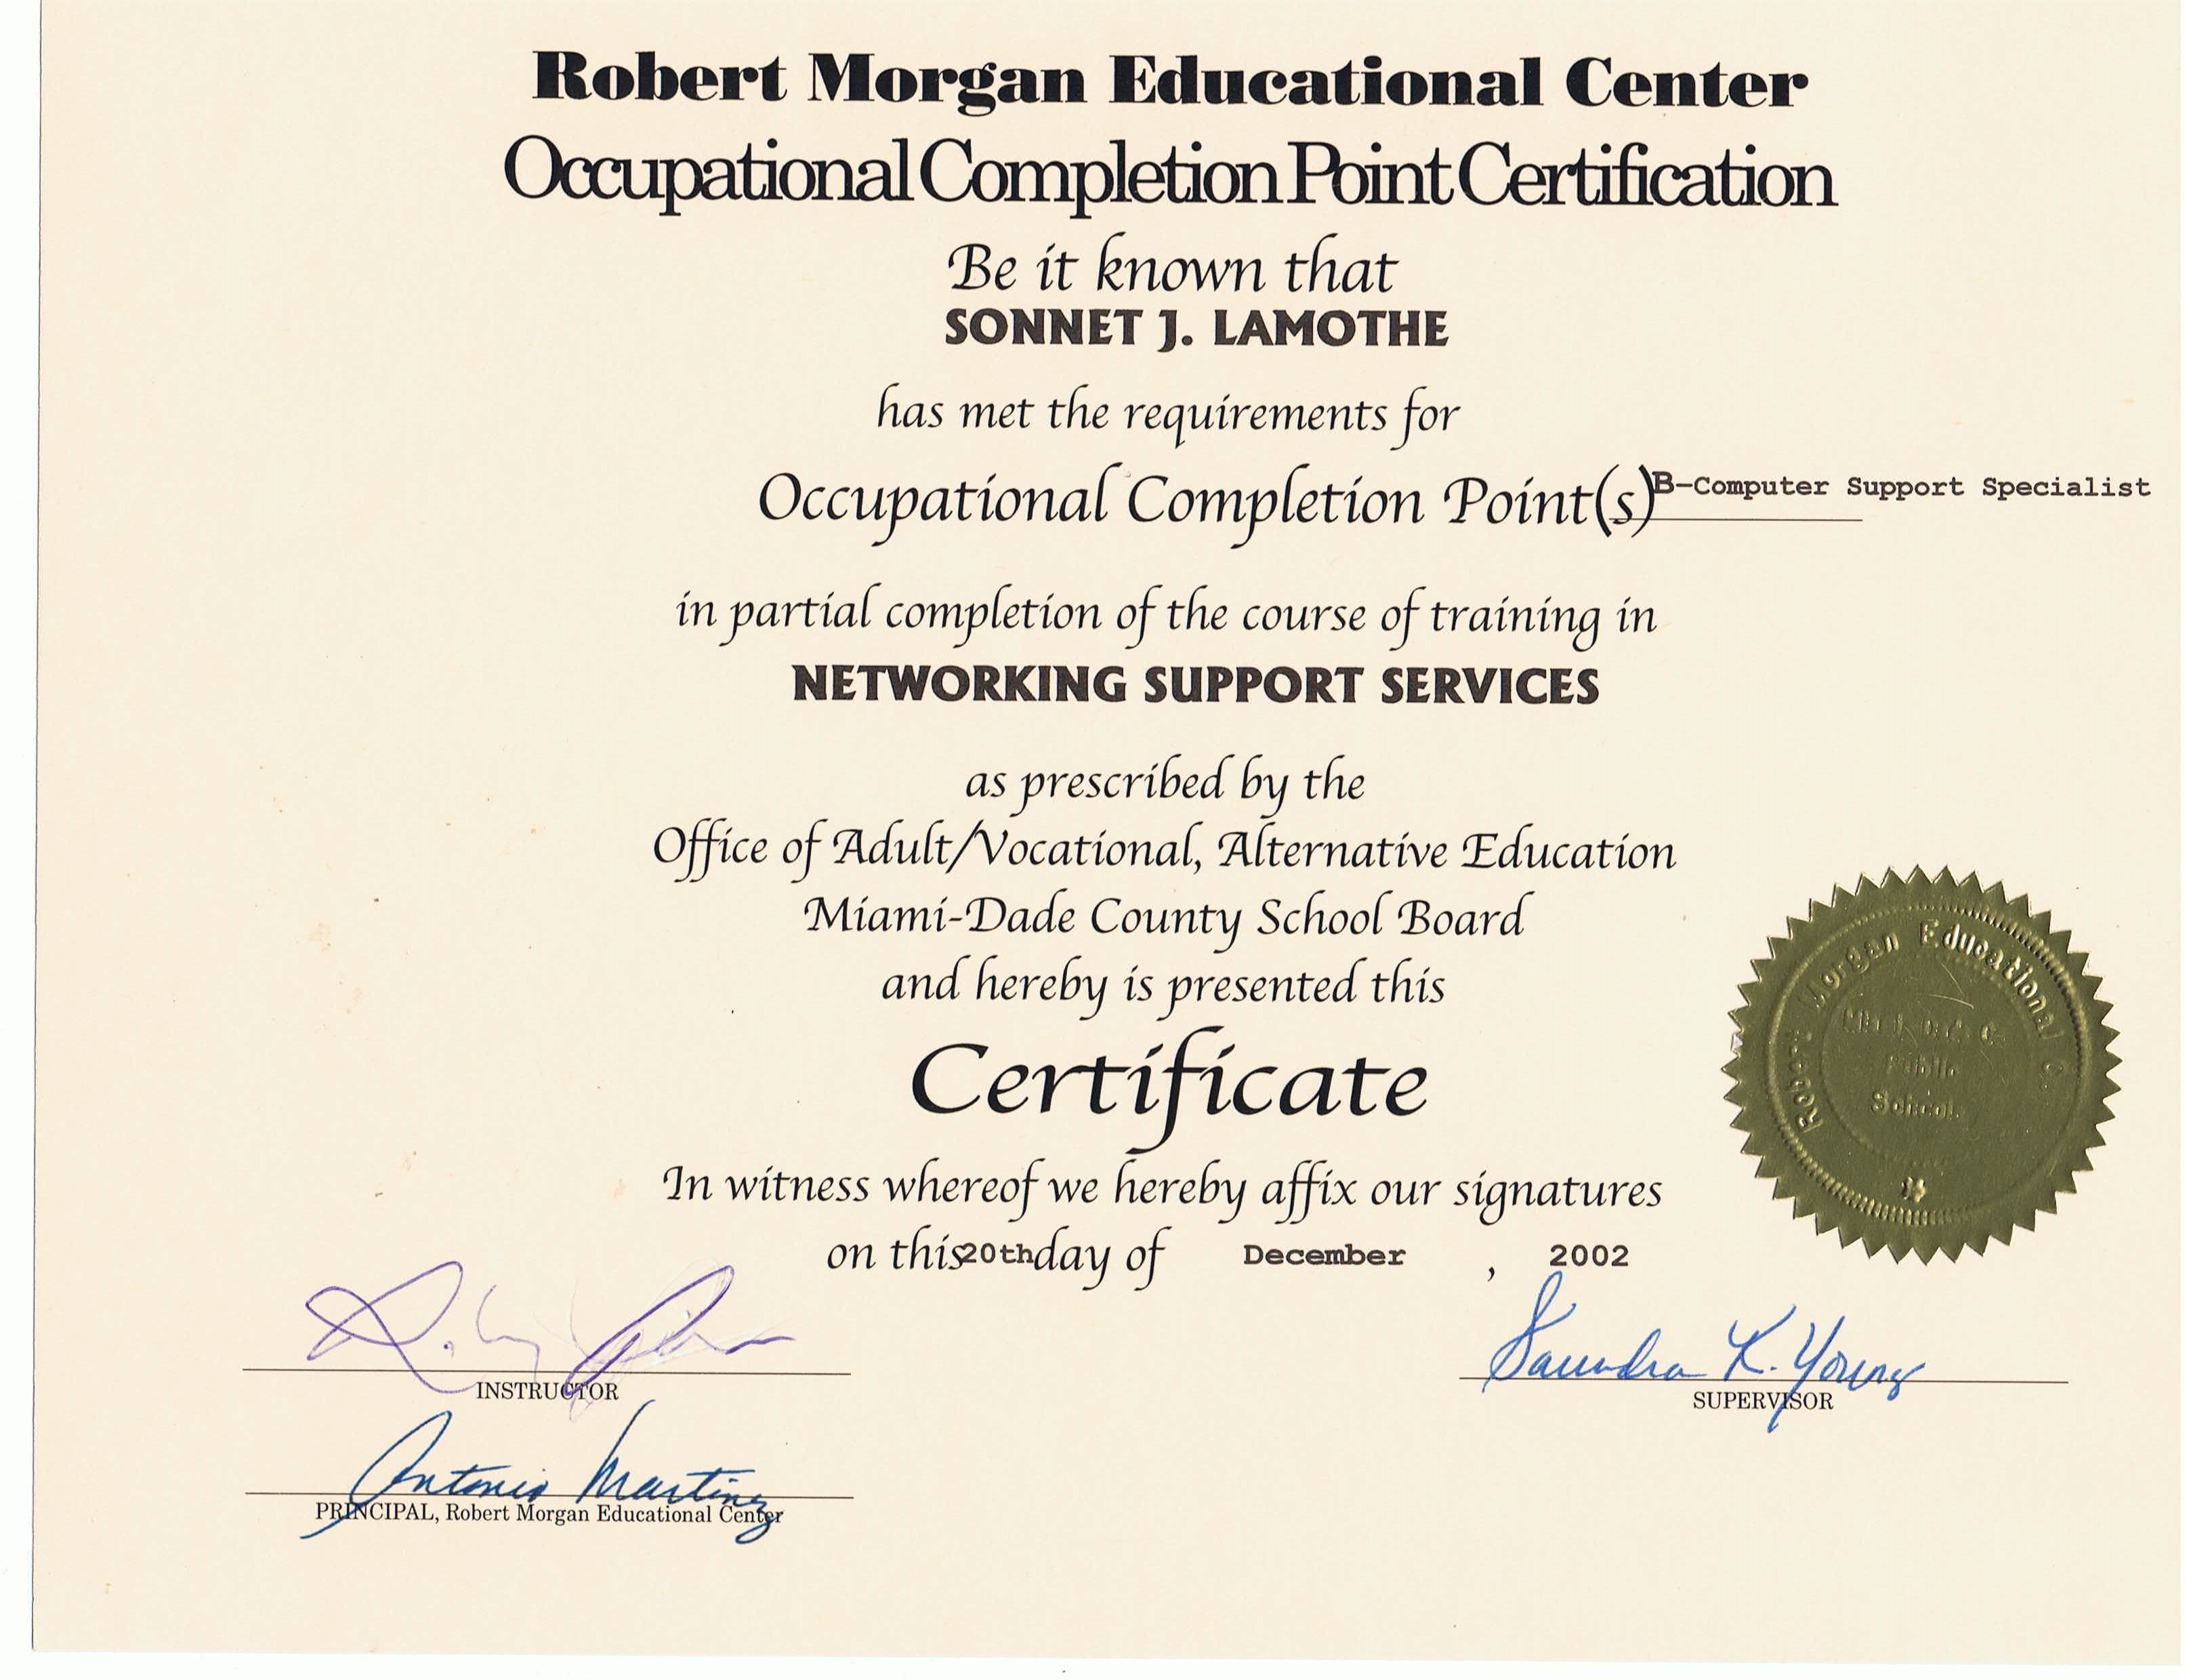 Robert Morgan Educational Center
Occupational Completion Point Certification
Be it known that
SONNET J. LAMOTHE
has met the requirements for
Occupational Completion Point(s) B-Computer Support Specialist
in partial completion of the course of training in
NETWORKING SUPPORT SERVICES
as prescribed by the
Office of Adult/Vocational, Alternative Education
Miami-Dade County School Board
and hereby is presented this
Certificate
In witness whereof we hereby affix our signatures
on this 20th day of December, 2002
Robert Morgan Educational C
Public
School
Saundra K. Young
INSTRUCTOR
SUPERVISOR
Antonio Martinez
PRINCIPAL, Robert Morgan Educational Center